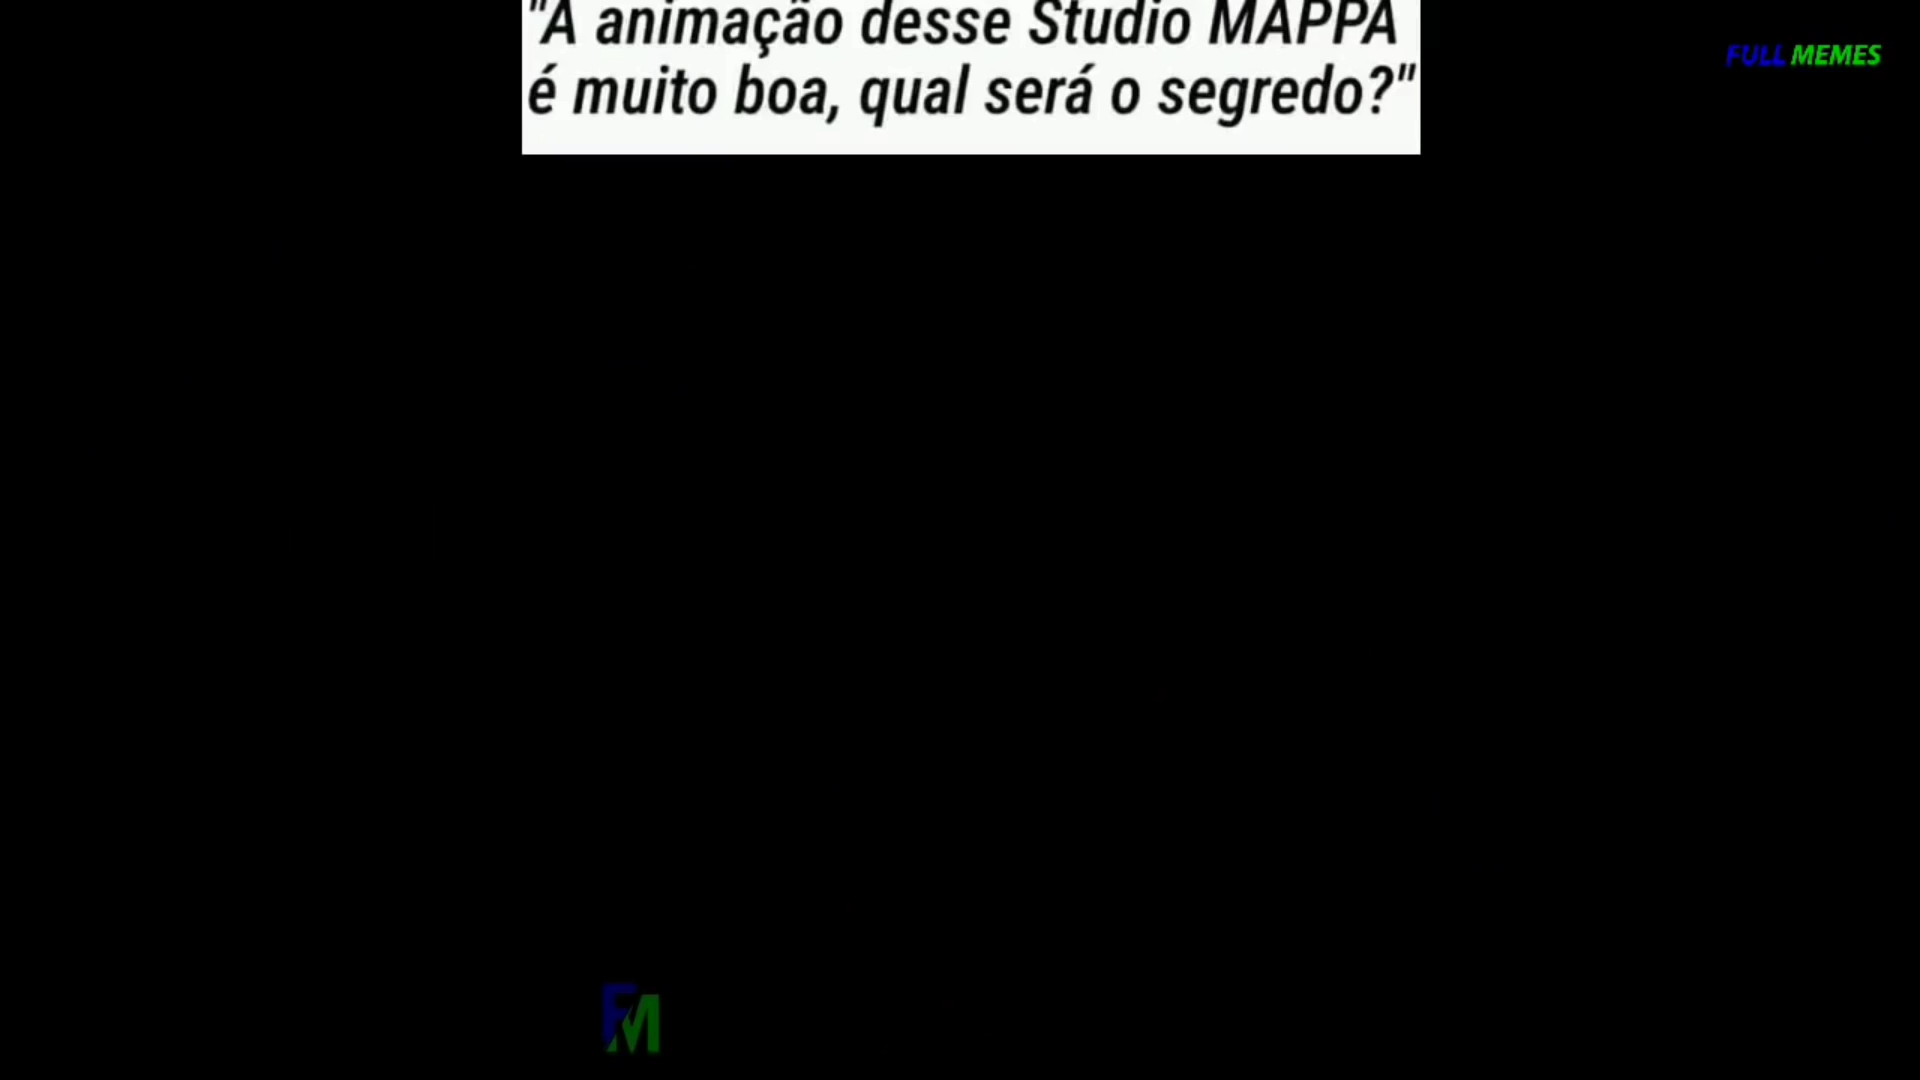 "A animação desse Studio MAPPA
é muito boa, qual será o segredo?"
FULL MEMES
FM